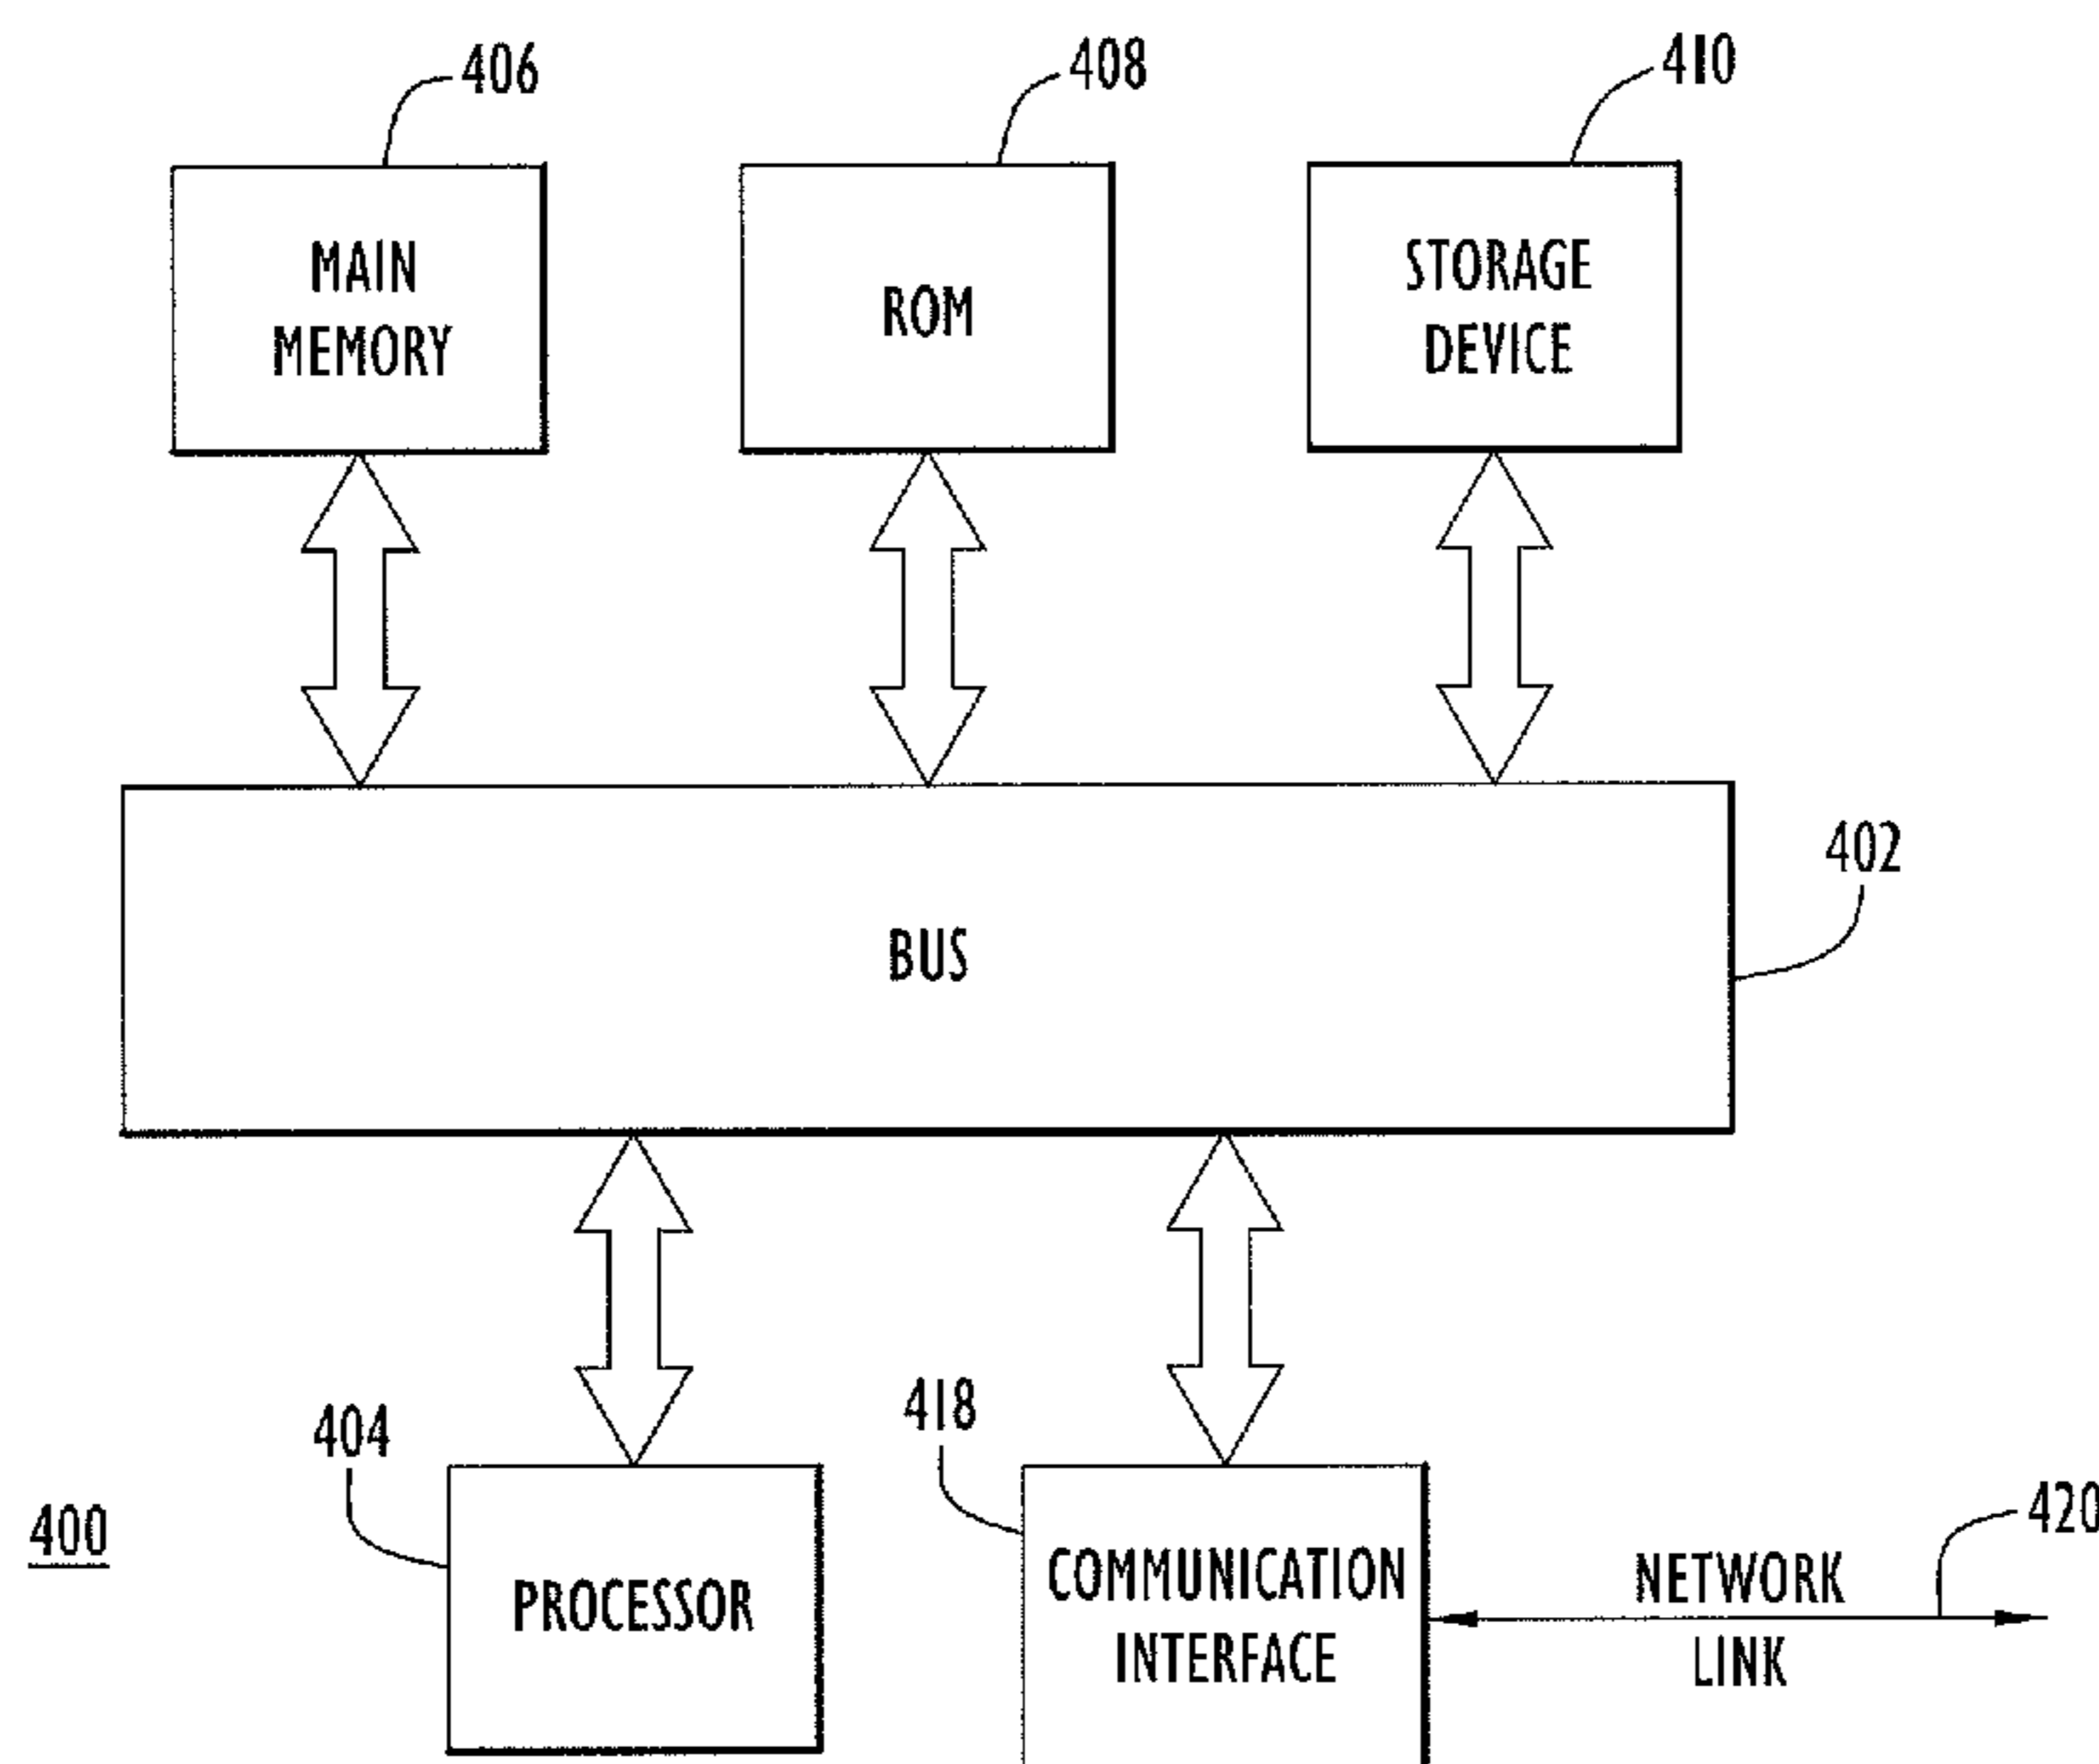 406
408
410
MAIN
MEMORY
ROM
STORAGE
DEVICE
402
BUS
404
418
400
420
PROCESSOR
COMMUNICATION
INTERFACE
NETWORK
LINK